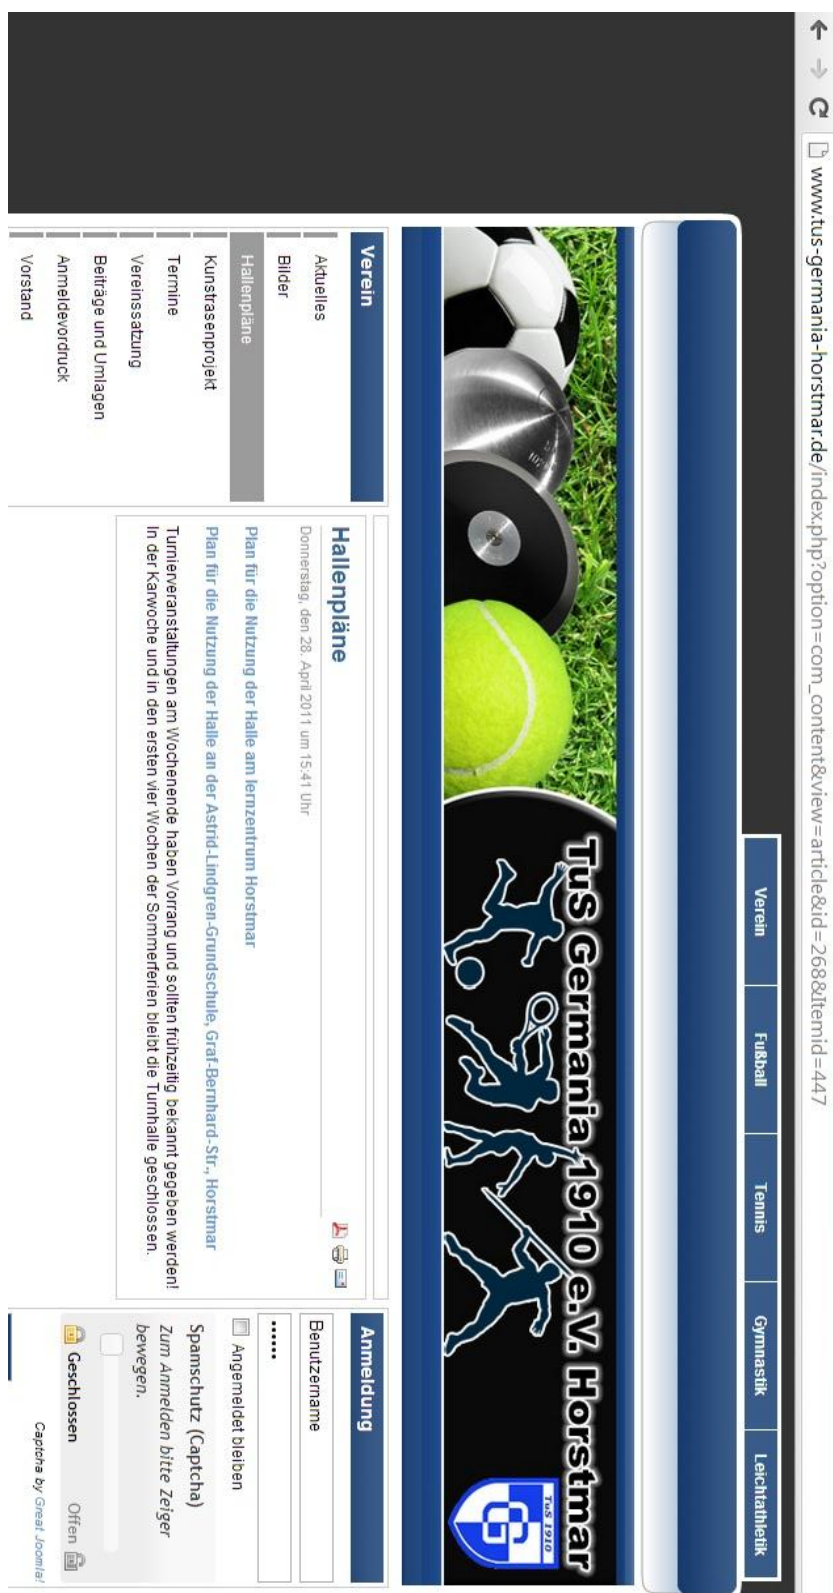 www.tus-germania-horstmar.de/index.php?option=com_content&view=article&id=268&Itemid=447
Verein Fußball Tennis Gymnastik Leichtathletik
TuS Germania 1910 e.V. Horstmar
TuS 1910
Verein
Aktuelles
Bilder
Hallenpläne
Kunstrasenprojekt
Termine
Vereinssatzung
Beiträge und Umlagen
Anmeldevordruck
Vorstand
Hallenpläne
Donnerstag, den 28. April 2011 um 15:41 Uhr
Plan für die Nutzung der Halle am lernzentrum Horstmar
Plan für die Nutzung der Halle an der Astrid-Lindgren-Grundschule, Graf-Bernhard-Str., Horstmar
Turnierveranstaltungen am Wochenende haben Vorrang und sollten frühzeitig bekannt gegeben werden!
In der Karwoche und in den ersten vier Wochen der Sommerferien bleibt die Turnhalle geschlossen.
Anmeldung
Benutzername
••••••
Angemeldet bleiben
Spamschutz (Captcha)
Zum Anmelden bitte Zeiger
bewegen.
Geschlossen Offen
Captcha by Great Joomla!